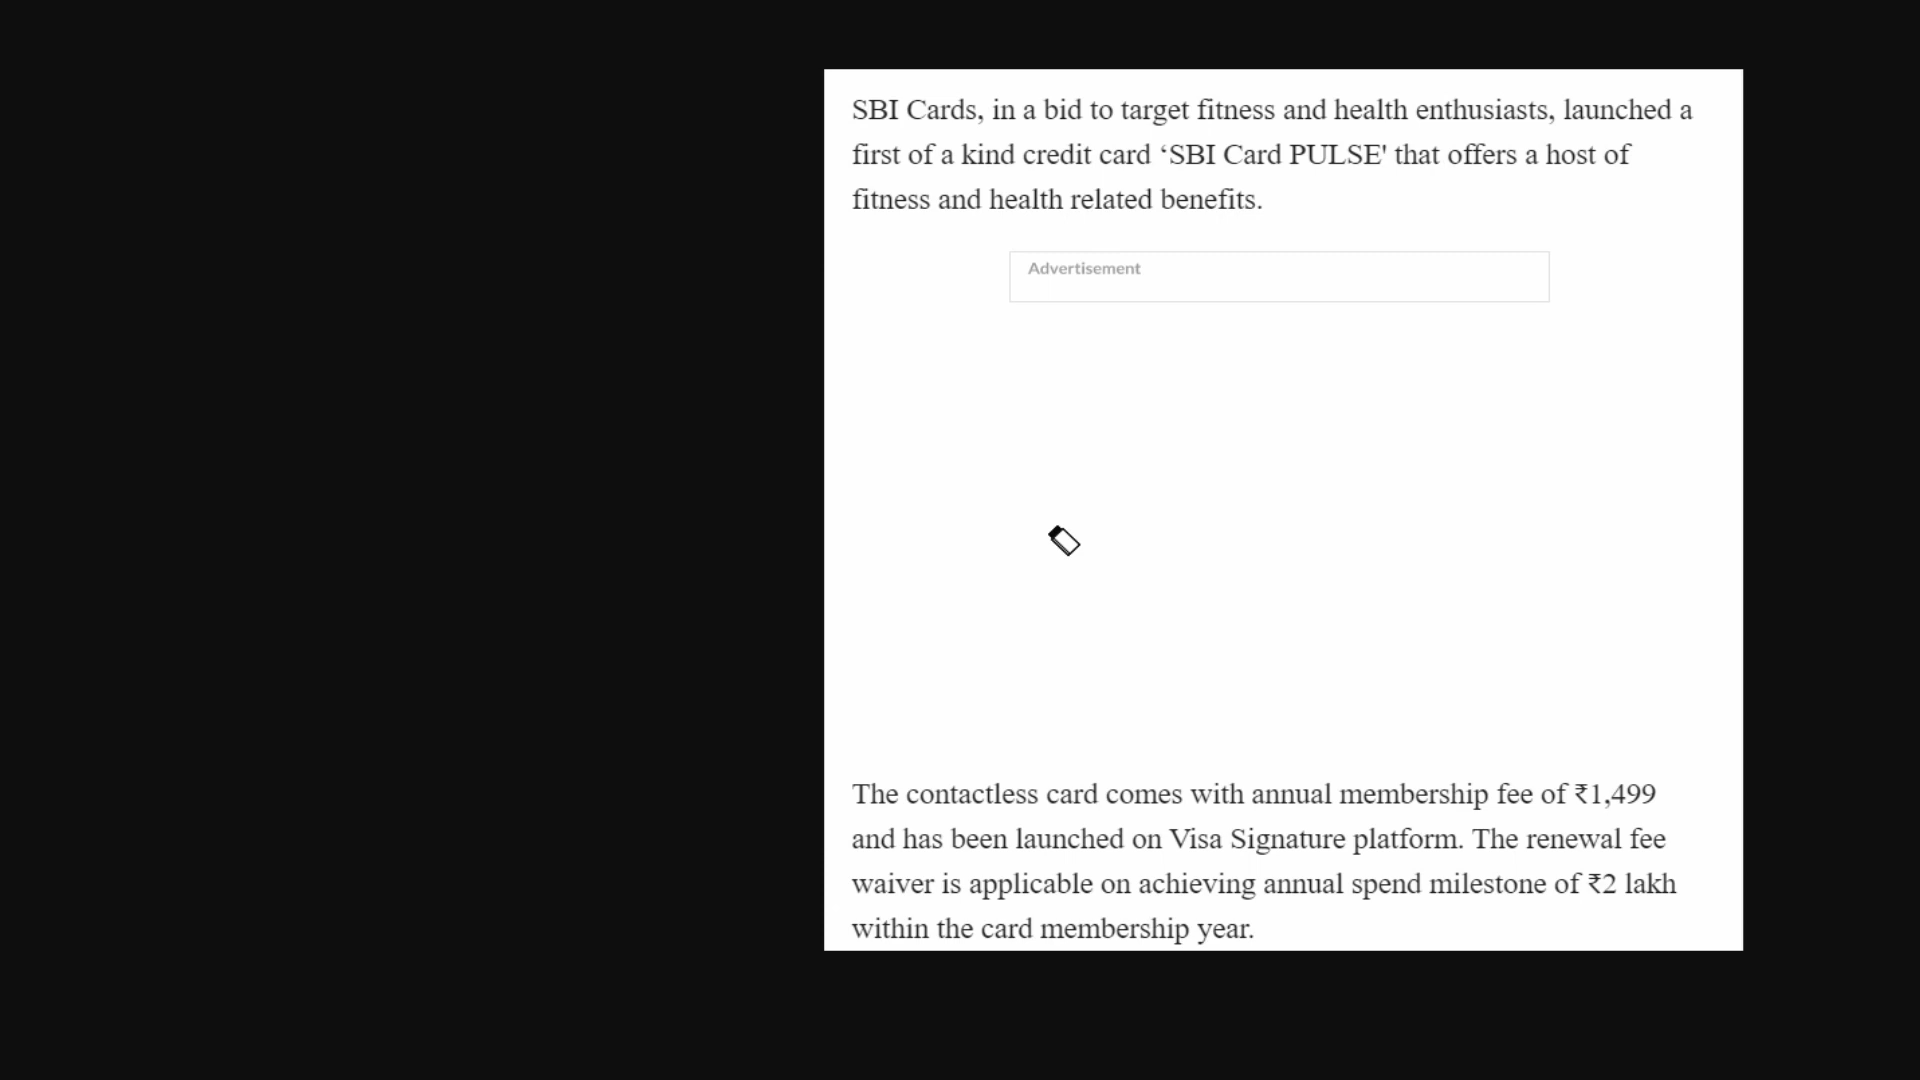 SBI Cards, in a bid to target fitness and health enthusiasts, launched a
first of a kind credit card ‘SBI Card PULSE' that offers a host of
fitness and health related benefits.
Advertisement
The contactless card comes with annual membership fee of ₹1,499
and has been launched on Visa Signature platform. The renewal fee
waiver is applicable on achieving annual spend milestone of ₹2 lakh
within the card membership year.